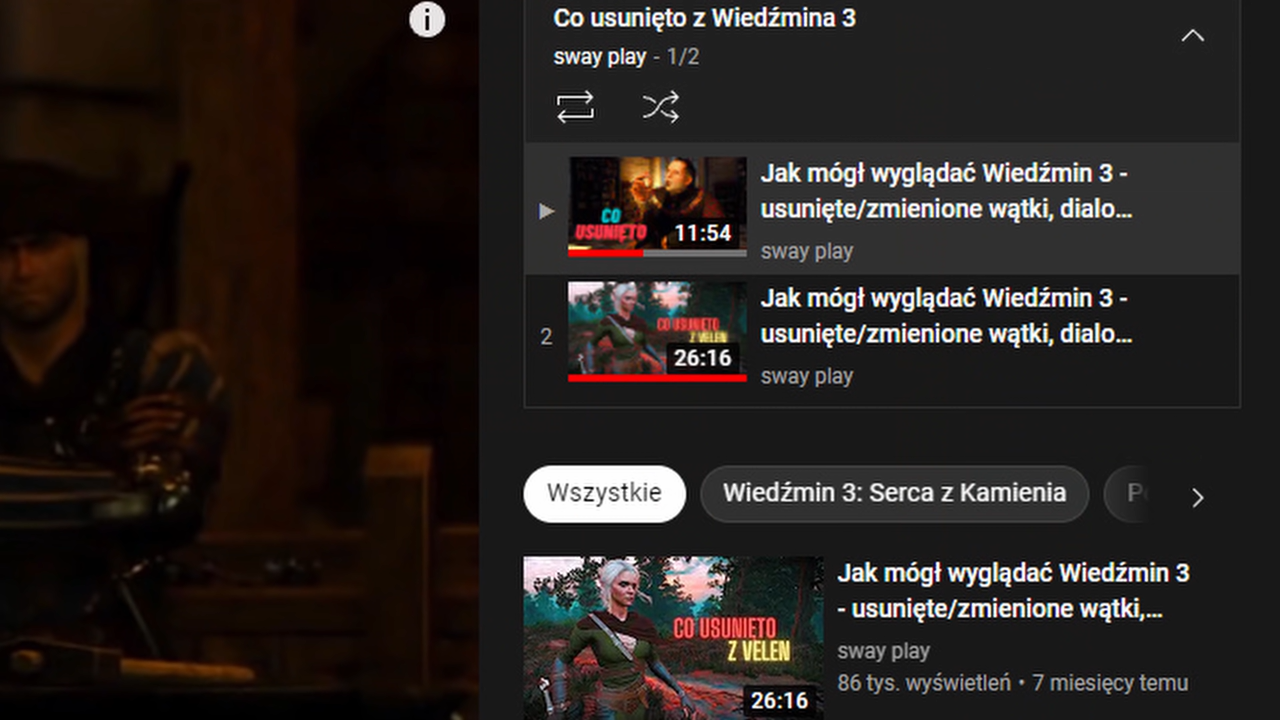 Co usunięto z Wiedźmina 3
sway play - 1/2
CO
USUNIĘTO
11:54
Jak mógł wyglądać Wiedźmin 3 -
usunięte/zmienione wątki, dialo...
sway play
2
CO USUNIĘTO
Z VELEN
26:16
Jak mógł wyglądać Wiedźmin 3 -
usunięte/zmienione wątki, dialo...
sway play
Wszystkie
Wiedźmin 3: Serca z Kamienia
CO USUNIĘTO
Z VELEN
26:16
Jak mógł wyglądać Wiedźmin 3
- usunięte/zmienione wątki,...
sway play
86 tys. wyświetleń • 7 miesięcy temu